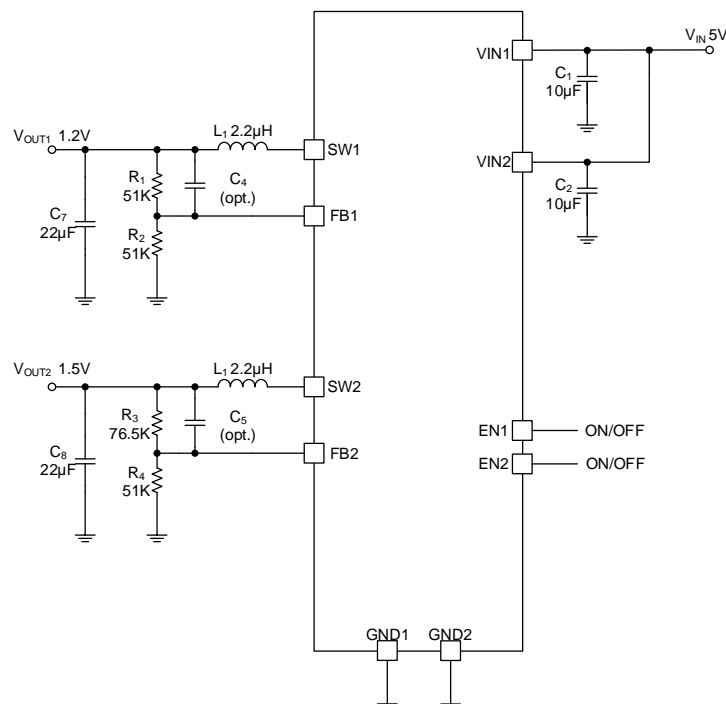 VIN1
VIN 5V
C1
10µF
VOUT1 1.2V
L1 2.2µH
SW1
VIN2
R1
51K
C4
(opt.)
C2
10µF
C7
22µF
FB1
R2
51K
VOUT2 1.5V
L1 2.2µH
SW2
R3
76.5K
C5
(opt.)
EN1
ON/OFF
C8
22µF
FB2
EN2
ON/OFF
R4
51K
GND1
GND2